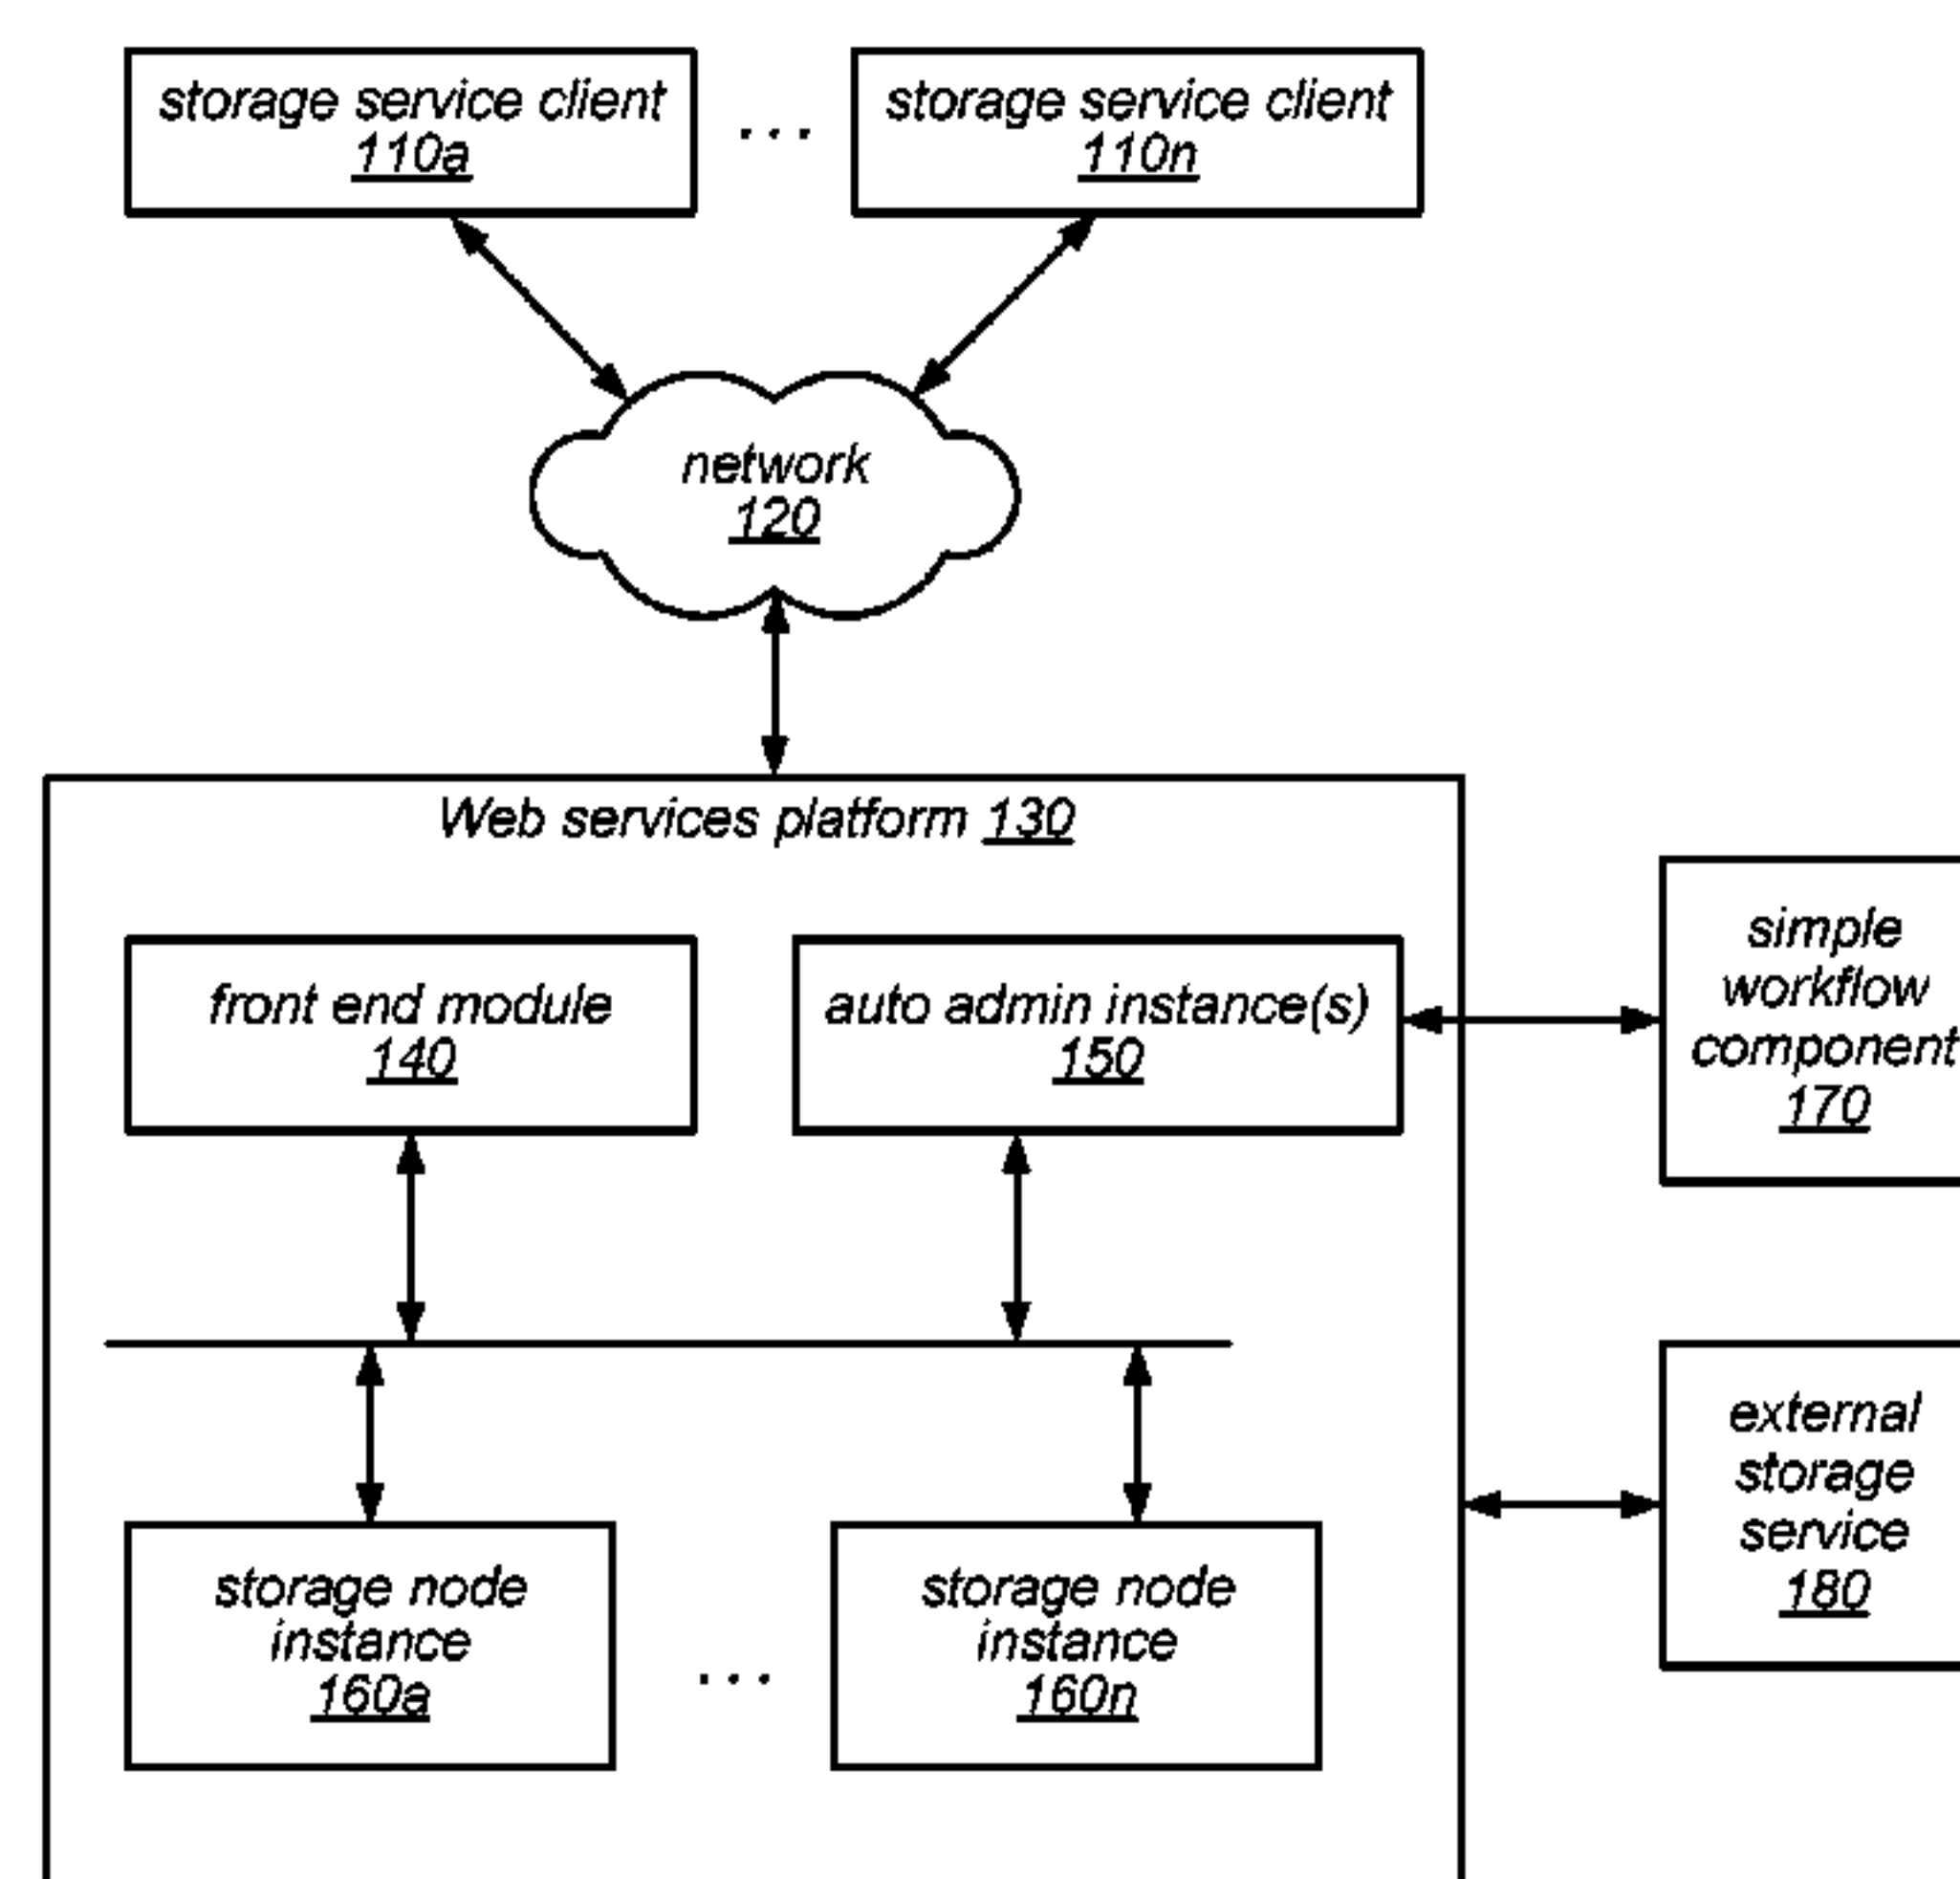 storage service client
110a
...
storage service client
110n
network
120
Web services platform 130
front end module
140
auto admin instance(s)
150
simple
workflow
component
170
external
storage
service
180
storage node
instance
160a
...
storage node
instance
160n